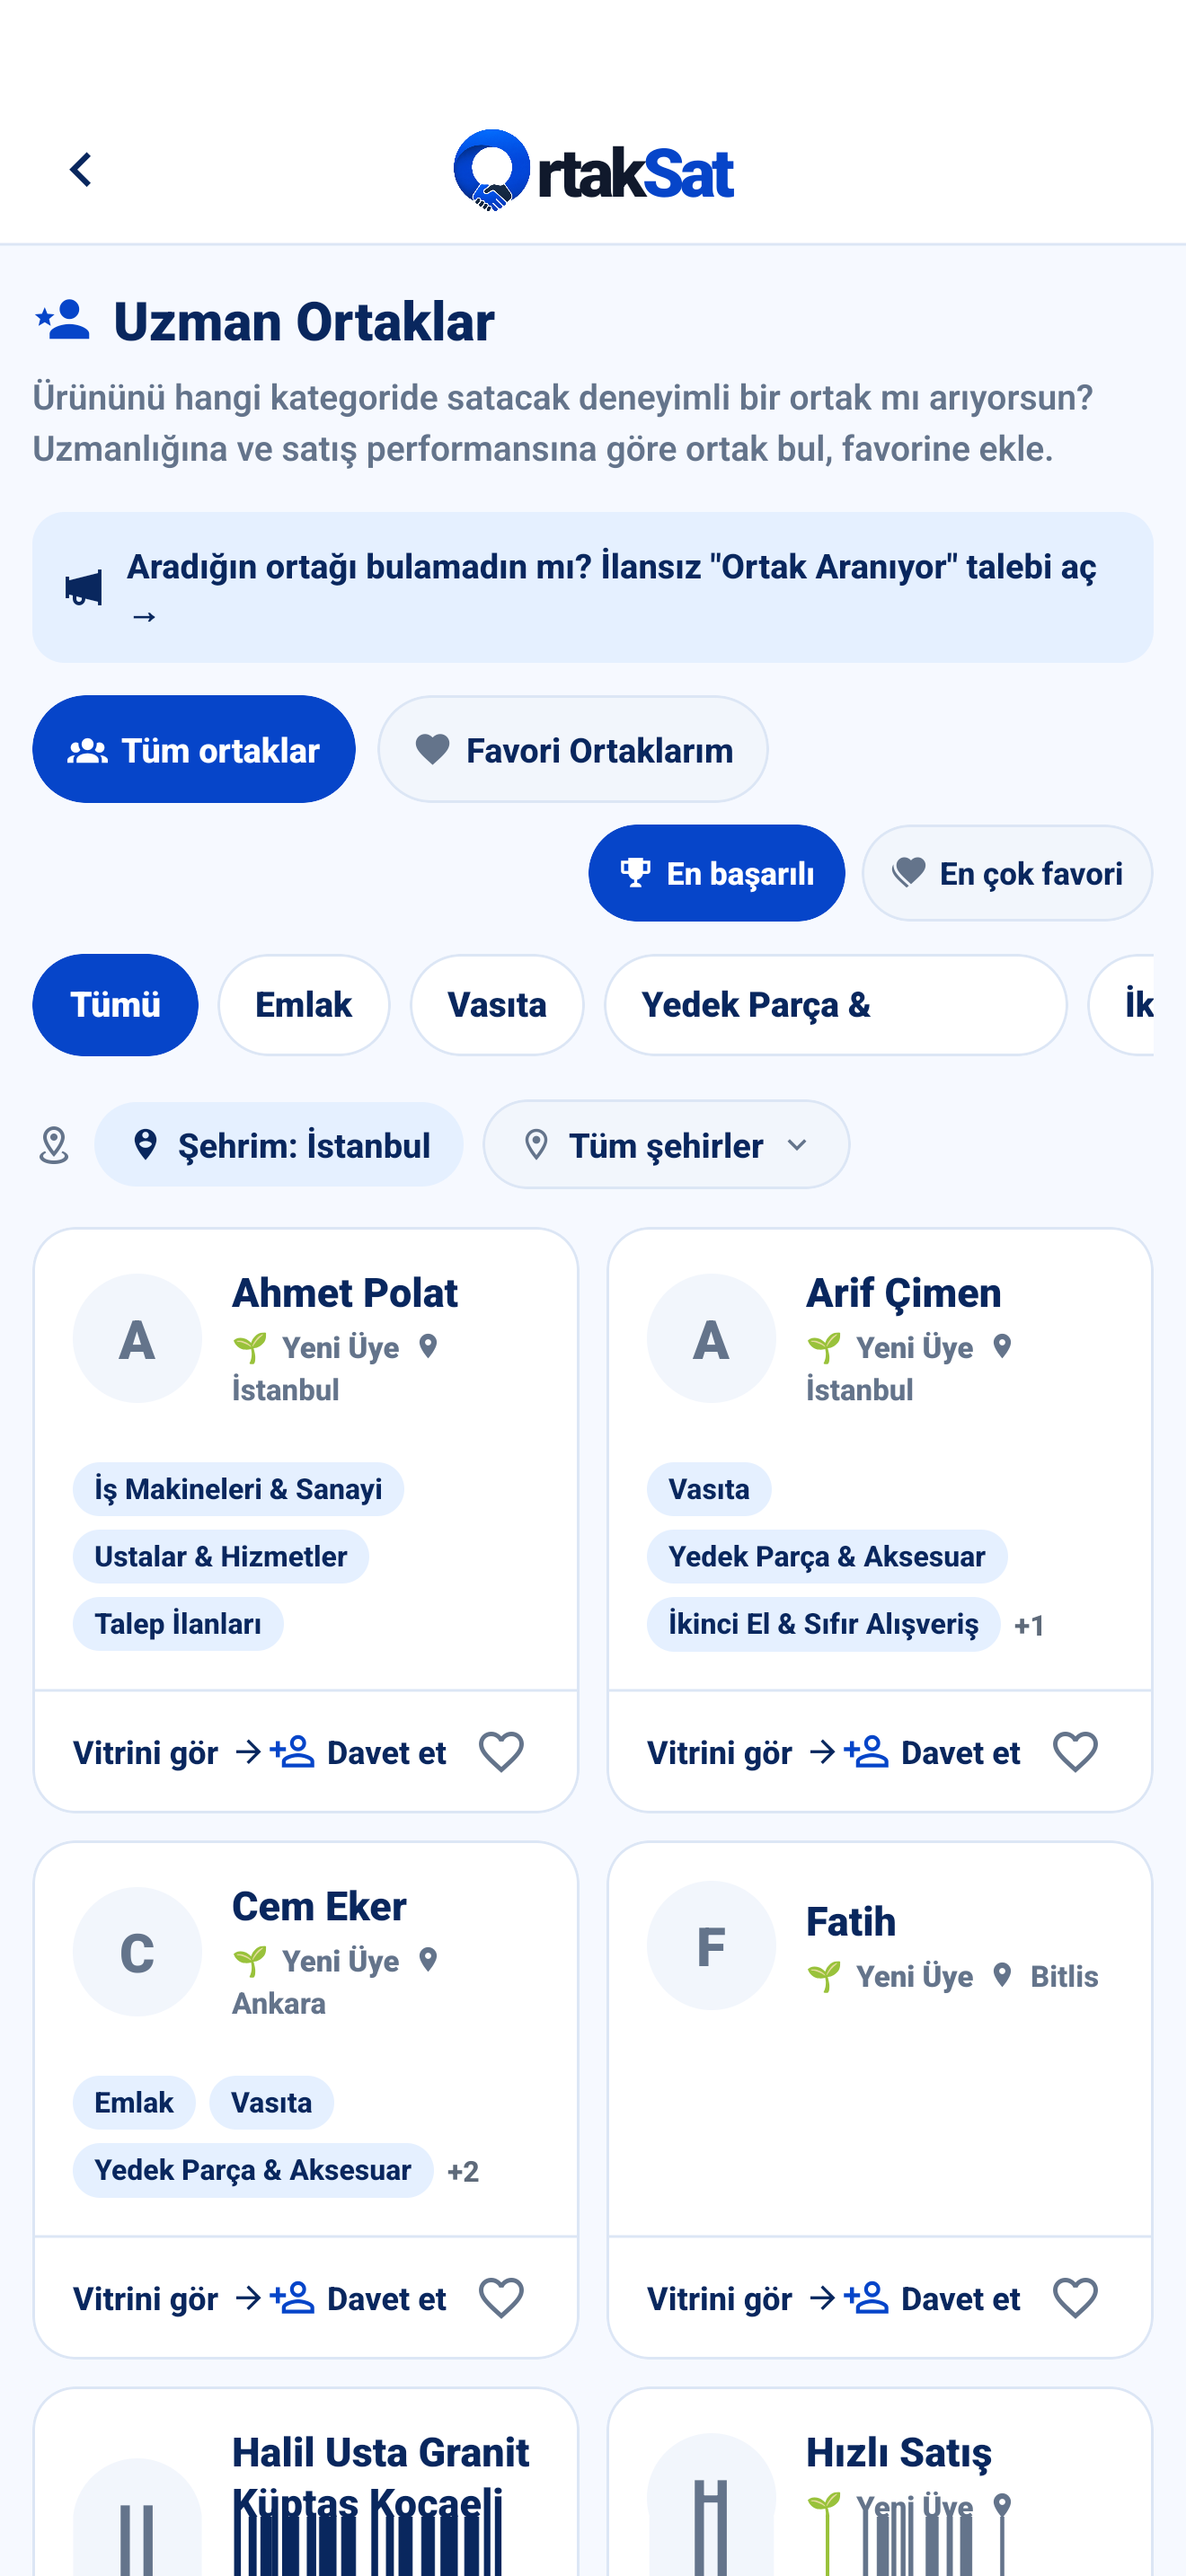 OrtakSat
Uzman Ortaklar
Ürününü hangi kategoride satacak deneyimli bir ortak mı arıyorsun?
Uzmanlığına ve satış performansına göre ortak bul, favorine ekle.
Aradığın ortağı bulamadın mı? İlansız "Ortak Aranıyor" talebi aç
→
Tüm ortaklar
Favori Ortaklarım
En başarılı
En çok favori
Tümü
Emlak
Vasıta
Yedek Parça &
İk
Şehrim: İstanbul
Tüm şehirler
A
Ahmet Polat
Yeni Üye
İstanbul
İş Makineleri & Sanayi
Ustalar & Hizmetler
Talep İlanları
Vitrini gör →
Davet et
A
Arif Çimen
Yeni Üye
İstanbul
Vasıta
Yedek Parça & Aksesuar
İkinci El & Sıfır Alışveriş +1
Vitrini gör →
Davet et
C
Cem Eker
Yeni Üye
Ankara
Emlak
Vasıta
Yedek Parça & Aksesuar +2
Vitrini gör →
Davet et
F
Fatih
Yeni Üye Bitlis
Vitrini gör →
Davet et
Halil Usta Granit
Küptaş Kocaeli
H
Hızlı Satış
Yeni Üye